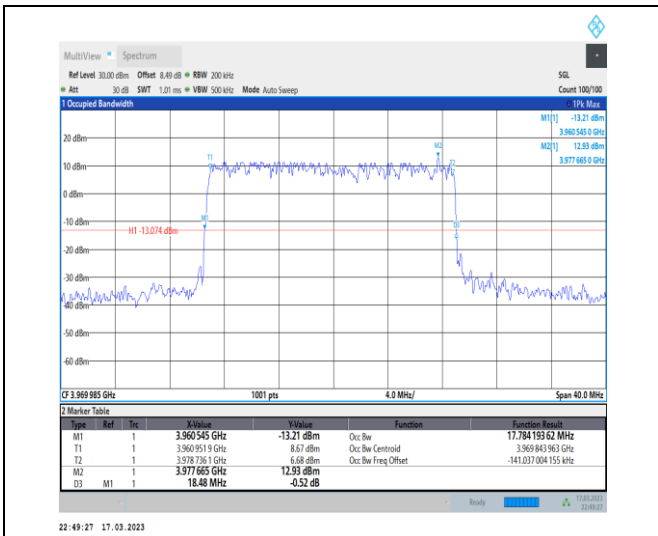 MultiView Spectrum
Ref Level 30.00 dBm Offset 8.49 dB RBW 200 kHz SGL
Att 30 dB SWT 1.01 ms VBW 500 kHz Mode Auto Sweep Count 100/100
1 Occupied Bandwidth 1Pk Max
M1[1] -13.21 dBm
3.960 545 0 GHz
M2[1] 12.93 dBm
3.977 665 0 GHz
20 dBm
M2
T1
T2
10 dBm
0 dBm
M1
-10 dBm
D3
H1 -13.074 dBm
-20 dBm
-30 dBm
-40 dBm
-50 dBm
-60 dBm
CF 3.969 985 GHz 1001 pts 4.0 MHz/ Span 40.0 MHz
2 Marker Table
Type Ref Trc X-Value Y-Value Function Function Result
M1 1 3.960 545 GHz -13.21 dBm Occ Bw 17.784 193 62 MHz
T1 1 3.960 951 9 GHz 8.67 dBm Occ Bw Centroid 3.969 843 963 GHz
T2 1 3.978 736 1 GHz 6.68 dBm Occ Bw Freq Offset -141.037 004 155 kHz
M2 1 3.977 665 GHz 12.93 dBm
D3 M1 1 18.48 MHz -0.52 dB
Ready 17.03.2023
22:49:27
22:49:27 17.03.2023